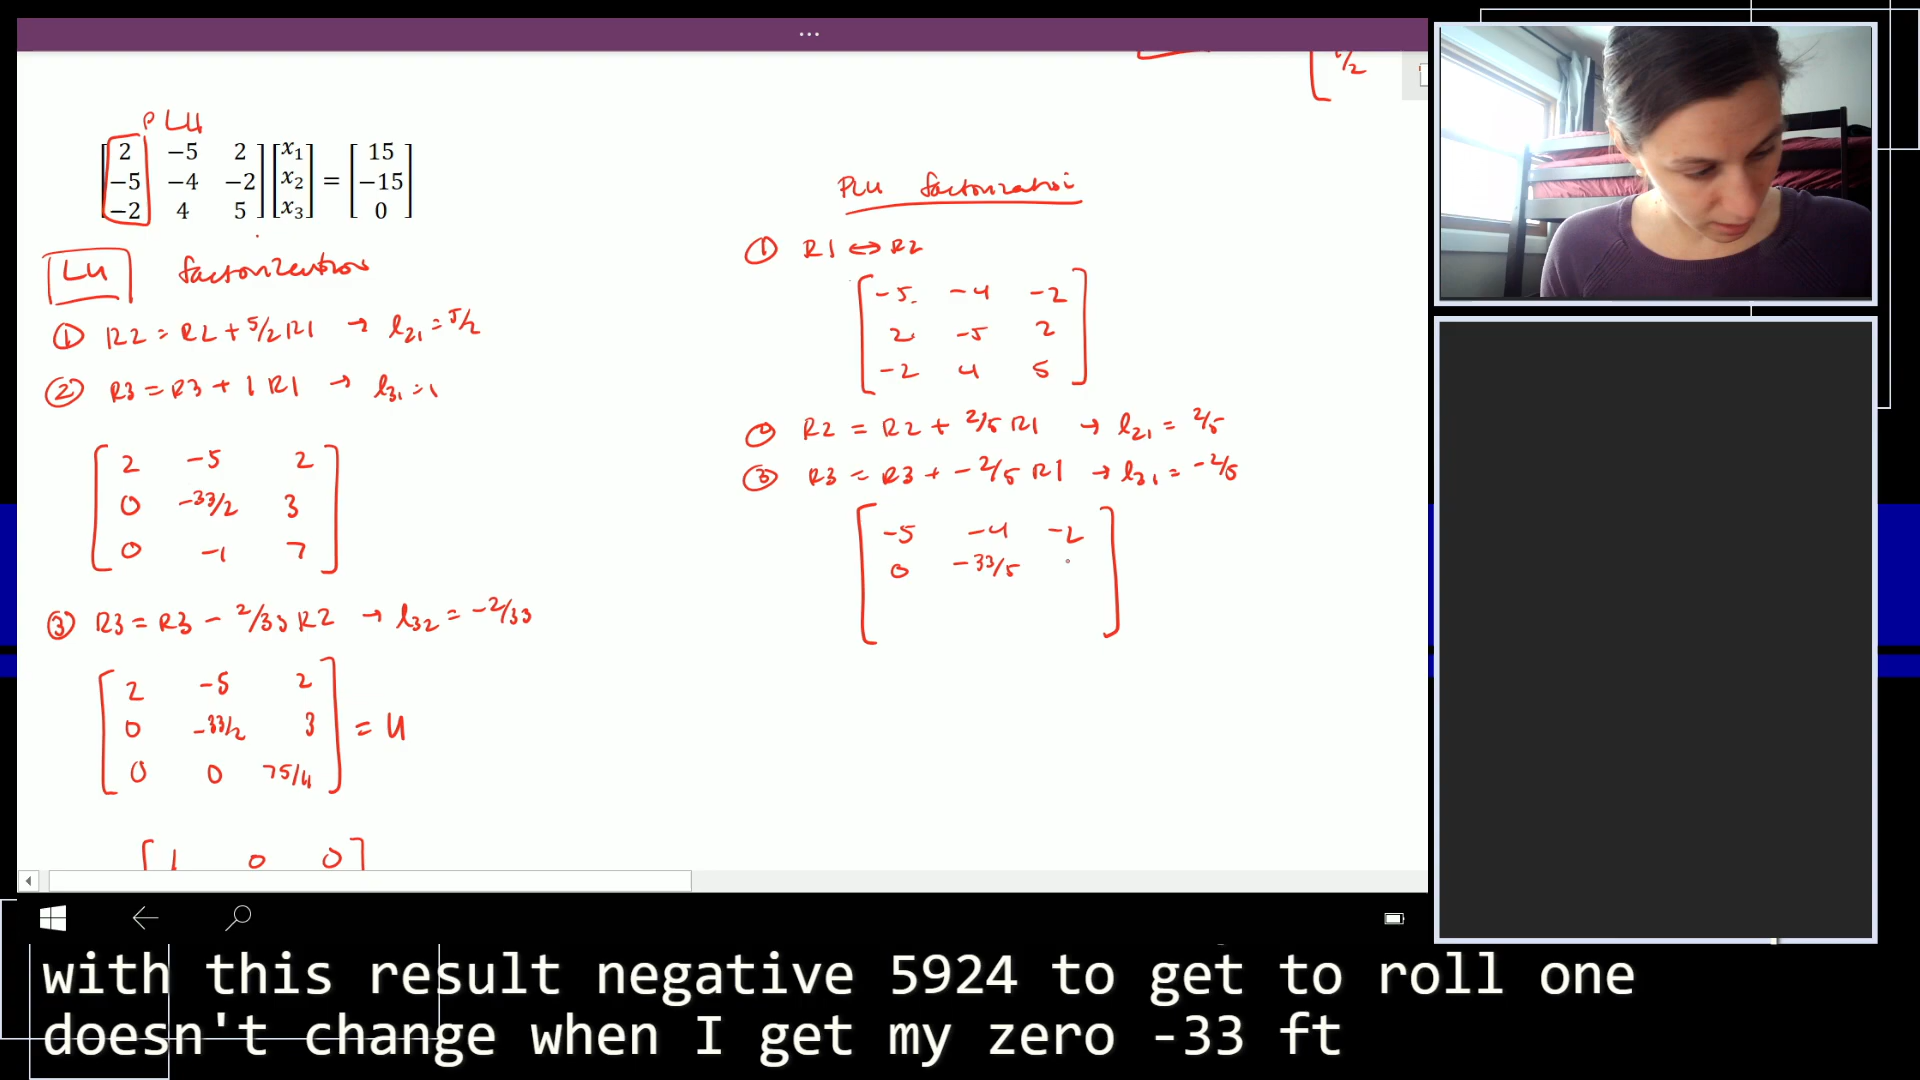 ...
1/2
P LU
2 -5 2 x1 15
-5 -4 -2 x2 = -15
-2 4 5 x3 0
LU factorization
① R2 = R2 + 5/2 R1 → l21 = 5/2
② R3 = R3 + 1 R1 → l31 = 1
2 -5 2
0 -33/2 3
0 -1 7
③ R3 = R3 - 2/33 R2 → l32 = -2/33
2 -5 2
0 -33/2 3 = U
0 0 75/11
1 0 0
PLU factorization
① R1 ↔ R2
-5 -4 -2
2 -5 2
-2 4 5
R2 = R2 + 2/5 R1 → l21 = 2/5
③ R3 = R3 + -2/5 R1 → l31 = -2/5
-5 -4 -2
0 -33/5
with this result negative 5924 to get to roll one
doesn't change when I get my zero -33 ft